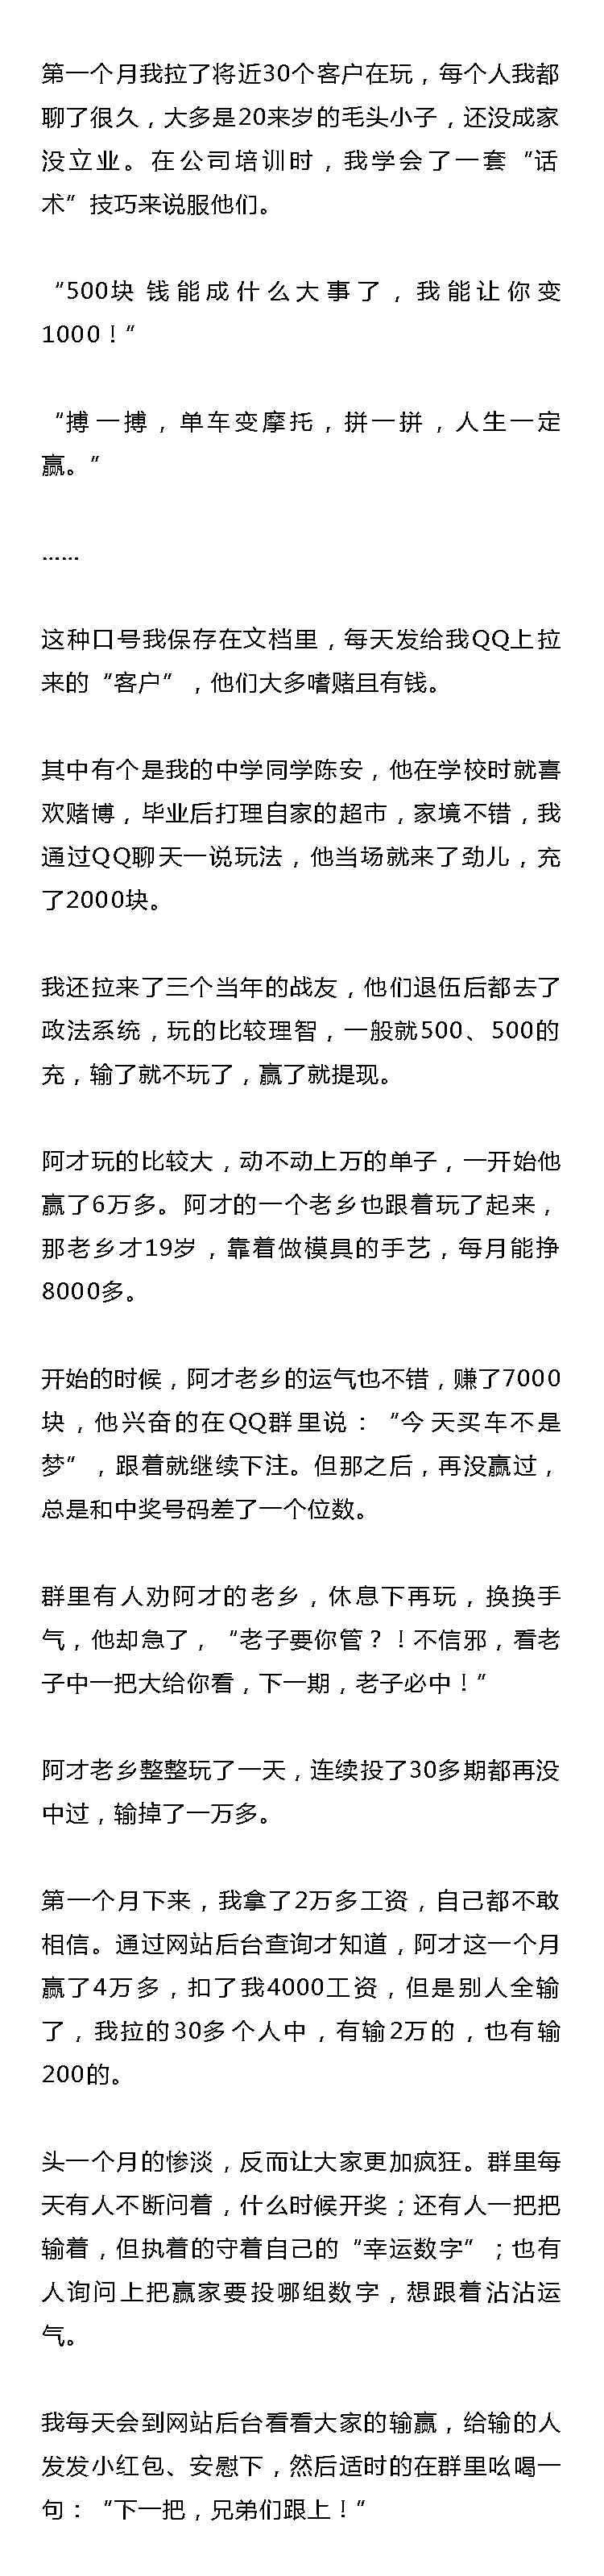 第一个月我拉了将近30个客户在玩，每个人我都
聊了很久，大多是20来岁的毛头小子，还没成家
没立业。在公司培训时，我学会了一套“话
术”技巧来说服他们。
“500块 钱能成什么大事了，我能让你变
1000！“
“搏一搏，单车变摩托，拼一拼，人生一定
赢。”
……
这种口号我保存在文档里，每天发给我QQ上拉
来的“客户”，他们大多嗜赌且有钱。
其中有个是我的中学同学陈安，他在学校时就喜
欢赌博，毕业后打理自家的超市，家境不错，我
通过QQ聊天一说玩法，他当场就来了劲儿，充
了2000块。
我还拉来了三个当年的战友，他们退伍后都去了
政法系统，玩的比较理智，一般就500、500的
充，输了就不玩了，赢了就提现。
阿才玩的比较大，动不动上万的单子，一开始他
赢了6万多。阿才的一个老乡也跟着玩了起来，
那老乡才19岁，靠着做模具的手艺，每月能挣
8000多。
开始的时候，阿才老乡的运气也不错，赚了7000
块，他兴奋的在QQ群里说：“今天买车不是
梦”，跟着就继续下注。但那之后，再没赢过，
总是和中奖号码差了一个位数。
群里有人劝阿才的老乡，休息下再玩，换换手
气，他却急了，“老子要你管？！不信邪，看老
子中一把大给你看，下一期，老子必中！”
阿才老乡整整玩了一天，连续投了30多期都再没
中过，输掉了一万多。
第一个月下来，我拿了2万多工资，自己都不敢
相信。通过网站后台查询才知道，阿才这一个月
赢了4万多，扣了我4000工资，但是别人全输
了，我拉的30多个人中，有输2万的，也有输
200的。
头一个月的惨淡，反而让大家更加疯狂。群里每
天有人不断问着，什么时候开奖；还有人一把把
输着，但执着的守着自己的“幸运数字”；也有
人询问上把赢家要投哪组数字，想跟着沾沾运
气。
我每天会到网站后台看看大家的输赢，给输的人
发发小红包、安慰下，然后适时的在群里吆喝一
句：“下一把，兄弟们跟上！”